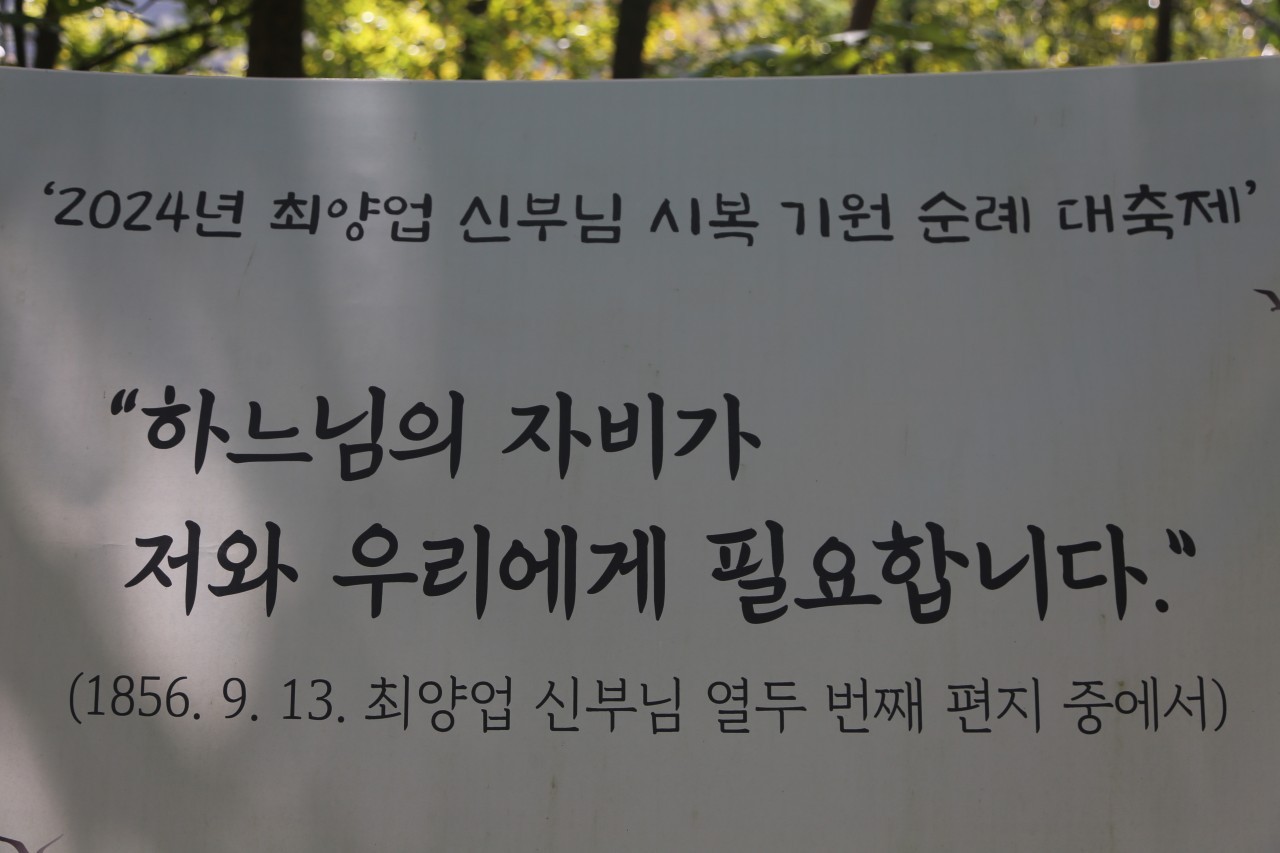 ‘2024년 최양업 신부님 시복 기원 순례 대축제’
“하느님의 자비가
저와 우리에게 필요합니다.”
(1856. 9. 13. 최양업 신부님 열두 번째 편지 중에서)